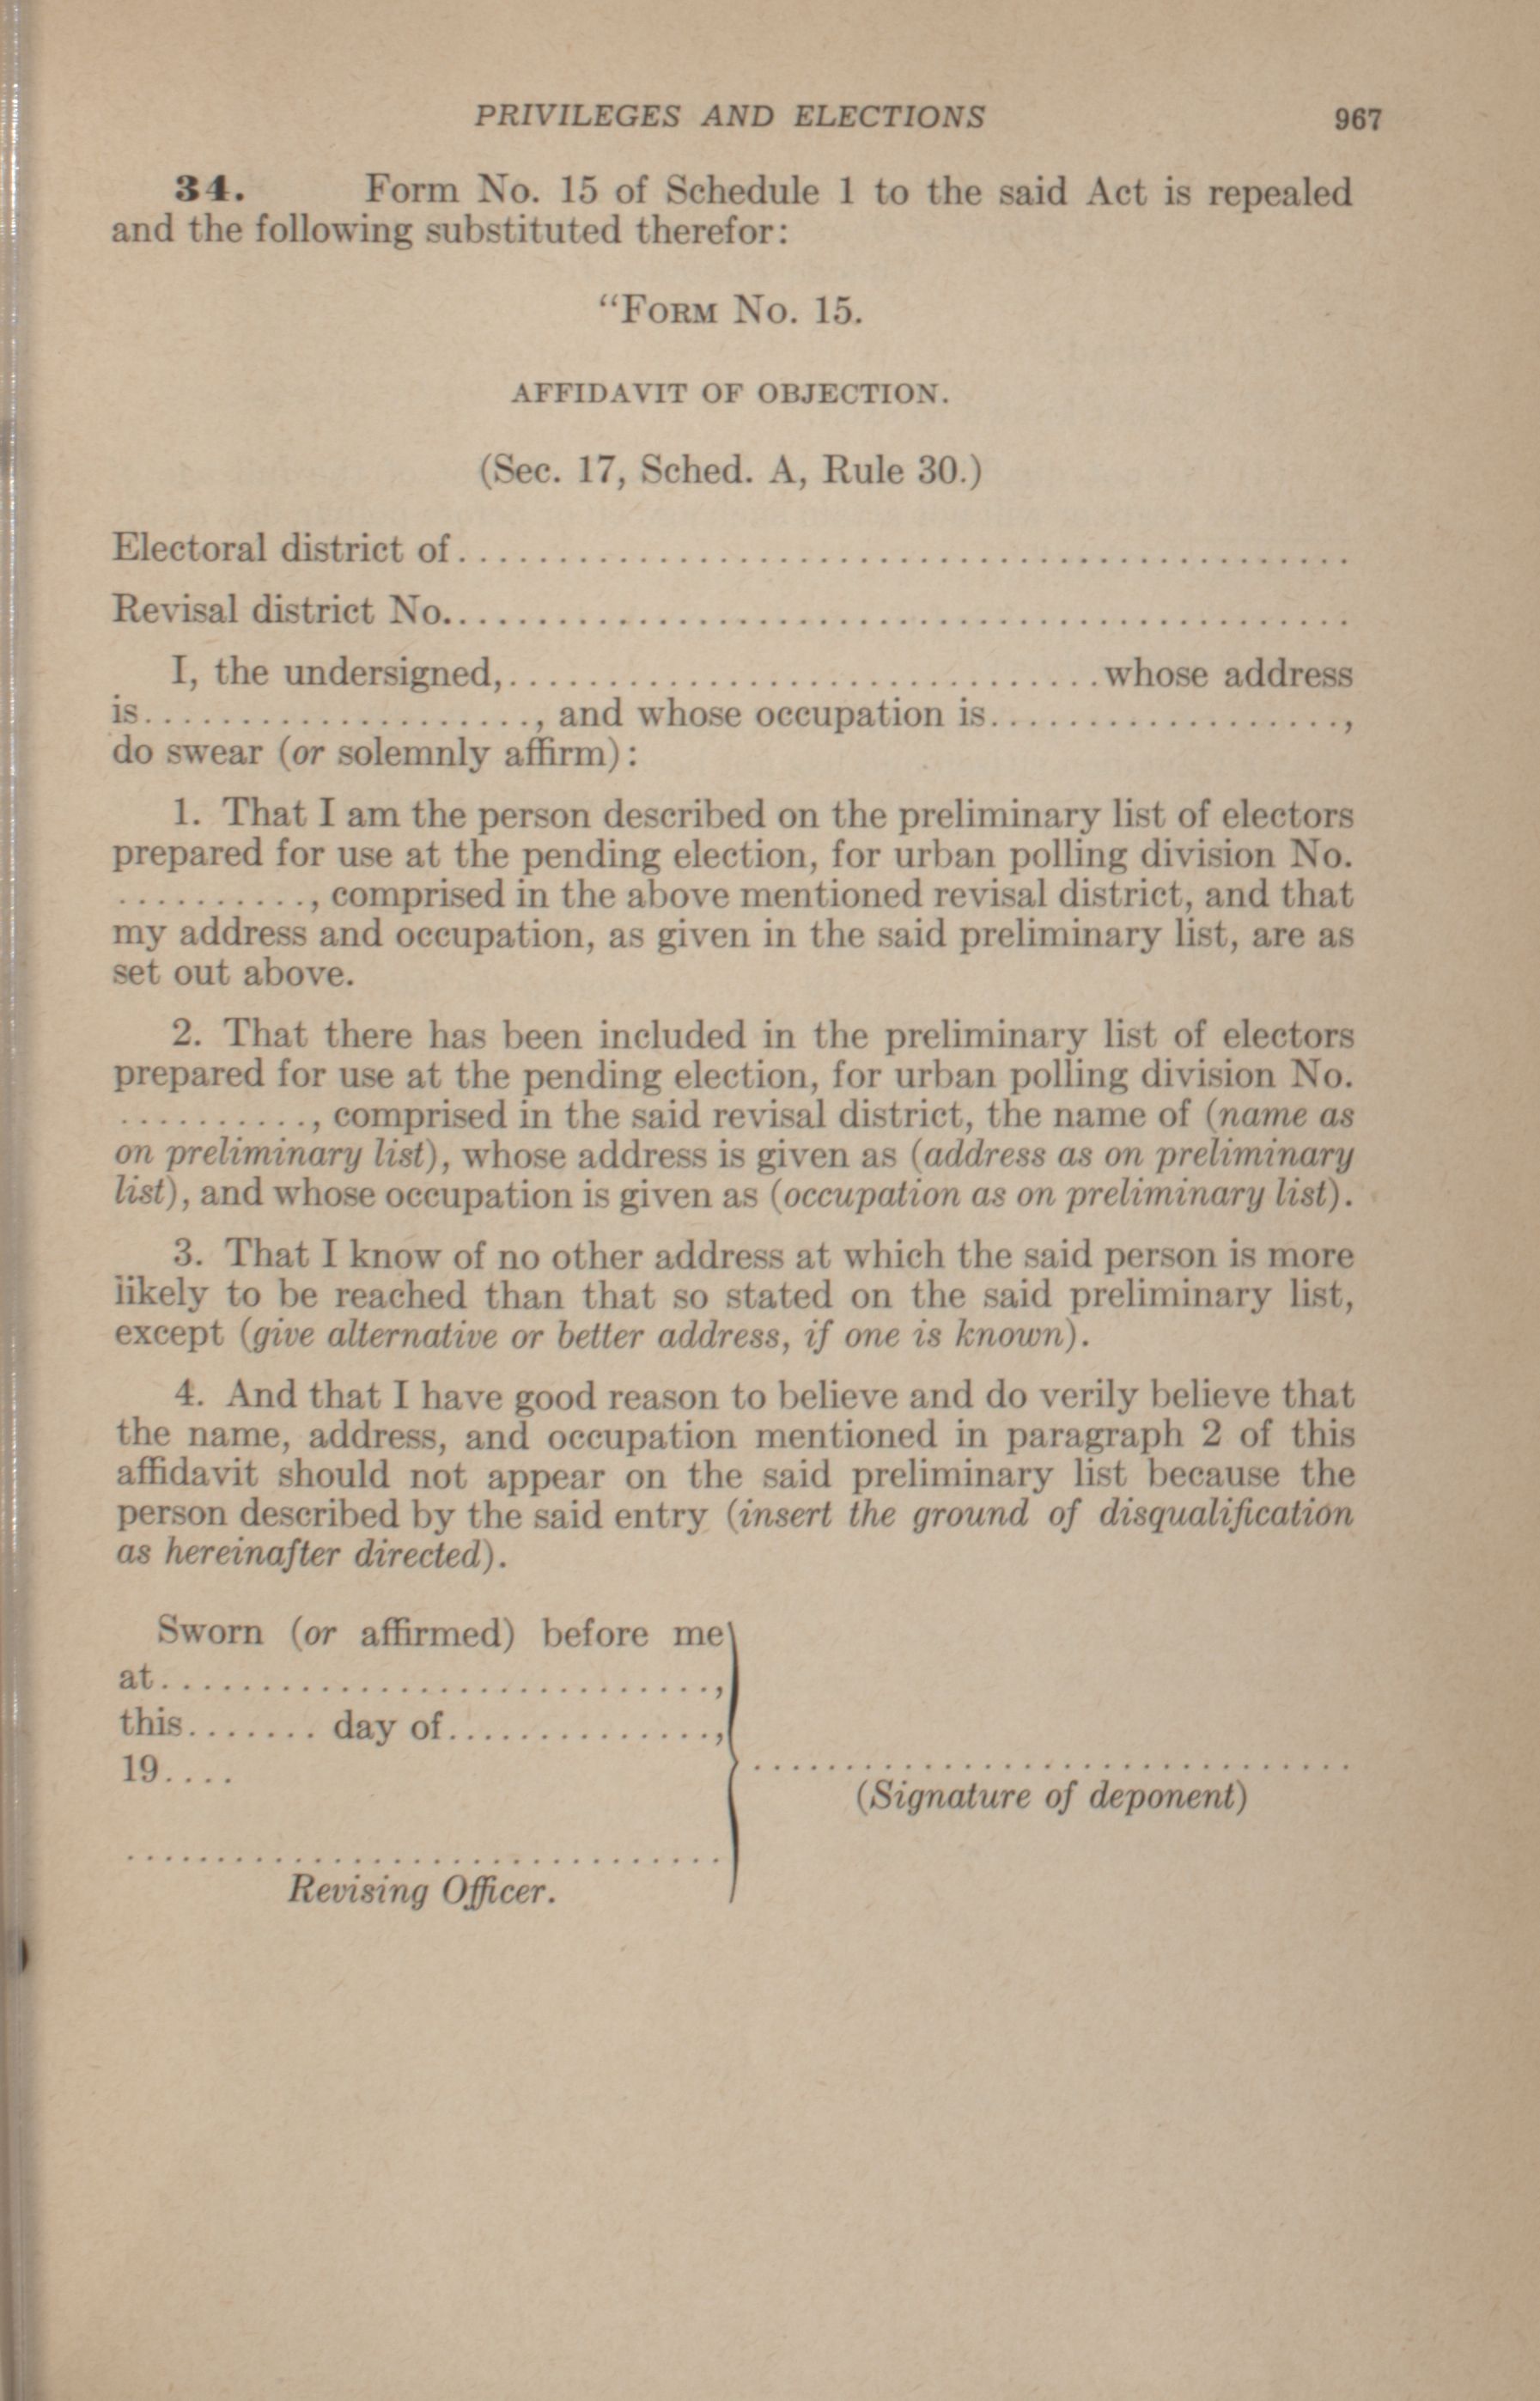 PRIVILEGES AND ELECTIONS 967
34. Form No. 15 of Schedule 1 to the said Act is repealed
and the following substituted therefor:
“FORM No. 15.
AFFIDAVIT OF OBJECTION.
(Sec. 17, Sched. A, Rule 30.)
Electoral district of.............................................
Revisal district No..............................................
I, the undersigned,..............................whose address
is...................., and whose occupation is..................,
do swear (or solemnly affirm):
1. That I am the person described on the preliminary list of electors
prepared for use at the pending election, for urban polling division No.
.........., comprised in the above mentioned revisal district, and that
my address and occupation, as given in the said preliminary list, are as
set out above.
2. That there has been included in the preliminary list of electors
prepared for use at the pending election, for urban polling division No.
.........., comprised in the said revisal district, the name of (name as
on preliminary list), whose address is given as (address as on preliminary
list), and whose occupation is given as (occupation as on preliminary list).
3. That I know of no other address at which the said person is more
likely to be reached than that so stated on the said preliminary list,
except (give alternative or better address, if one is known).
4. And that I have good reason to believe and do verily believe that
the name, address, and occupation mentioned in paragraph 2 of this
affidavit should not appear on the said preliminary list because the
person described by the said entry (insert the ground of disqualification
as hereinafter directed).
Sworn (or affirmed) before me
at............................,
this....... day of..............,
19....
..............................
(Signature of deponent)
..............................
Revising Officer.